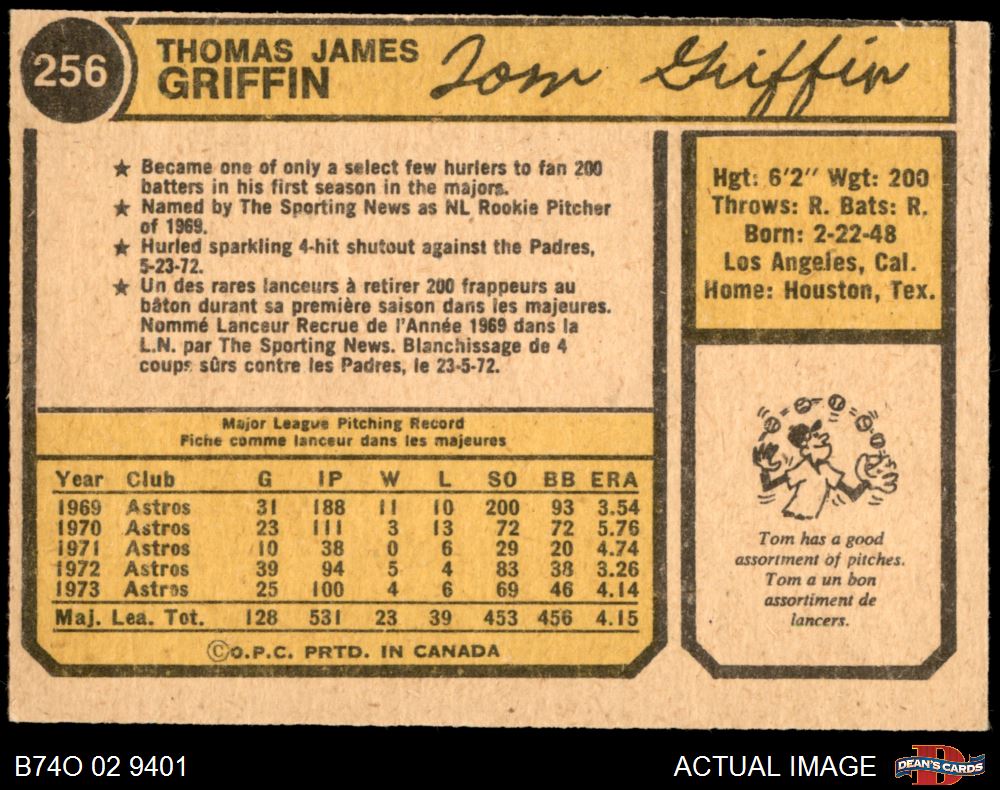 256
THOMAS JAMES
GRIFFIN
Tom Griffin
★ Became one of only a select few hurlers to fan 200
batters in his first season in the majors.
★ Named by The Sporting News as NL Rookie Pitcher
of 1969.
★ Hurled sparkling 4-hit shutout against the Padres,
5-23-72.
★ Un des rares lanceurs à retirer 200 frappeurs au
bâton durant sa première saison dans les majeures.
Nommé Lanceur Recrue de l'Année 1969 dans la
L.N. par The Sporting News. Blanchissage de 4
coups sûrs contre les Padres, le 23-5-72.
Hgt: 6'2" Wgt: 200
Throws: R. Bats: R.
Born: 2-22-48
Los Angeles, Cal.
Home: Houston, Tex.
Major League Pitching Record
Fiche comme lanceur dans les majeures
Year Club G IP W L SO BB ERA
1969 Astros 31 188 11 10 200 93 3.54
1970 Astros 23 111 3 13 72 72 5.76
1971 Astros 10 38 0 6 29 20 4.74
1972 Astros 39 94 5 4 83 38 3.26
1973 Astros 25 100 4 6 69 46 4.14
Maj. Lea. Tot. 128 531 23 39 453 456 4.15
©O.P.C. PRTD. IN CANADA
Tom has a good
assortment of pitches.
Tom a un bon
assortiment de
lancers.
B74O 02 9401
ACTUAL IMAGE
DEAN'S CARDS